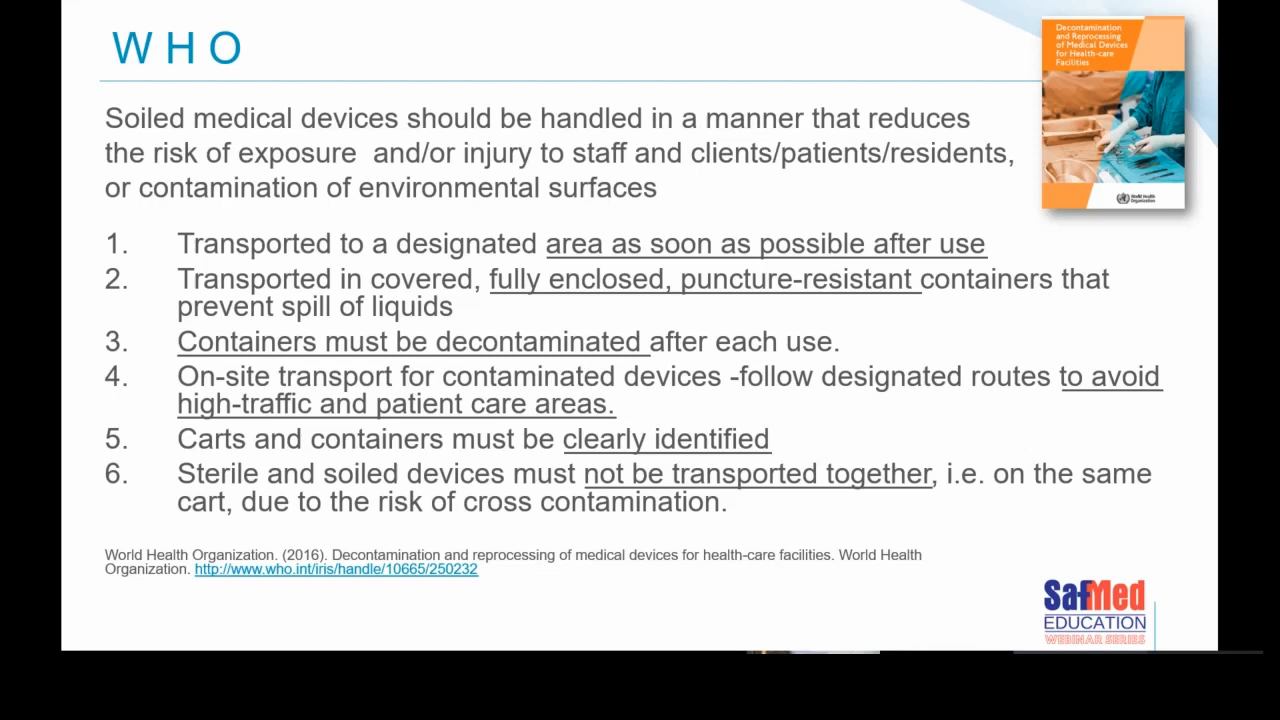 WHO
Decontamination
and Reprocessing
of Medical Devices
for Health-care
Facilities
Soiled medical devices should be handled in a manner that reduces
the risk of exposure and/or injury to staff and clients/patients/residents,
or contamination of environmental surfaces
World Health
Organization
1. Transported to a designated area as soon as possible after use
2. Transported in covered, fully enclosed, puncture-resistant containers that
prevent spill of liquids
3. Containers must be decontaminated after each use.
4. On-site transport for contaminated devices -follow designated routes to avoid
high-traffic and patient care areas.
5. Carts and containers must be clearly identified
6. Sterile and soiled devices must not be transported together, i.e. on the same
cart, due to the risk of cross contamination.
World Health Organization. (2016). Decontamination and reprocessing of medical devices for health-care facilities. World Health
Organization. http://www.who.int/iris/handle/10665/250232
SafMed
EDUCATION
WEBINAR SERIES